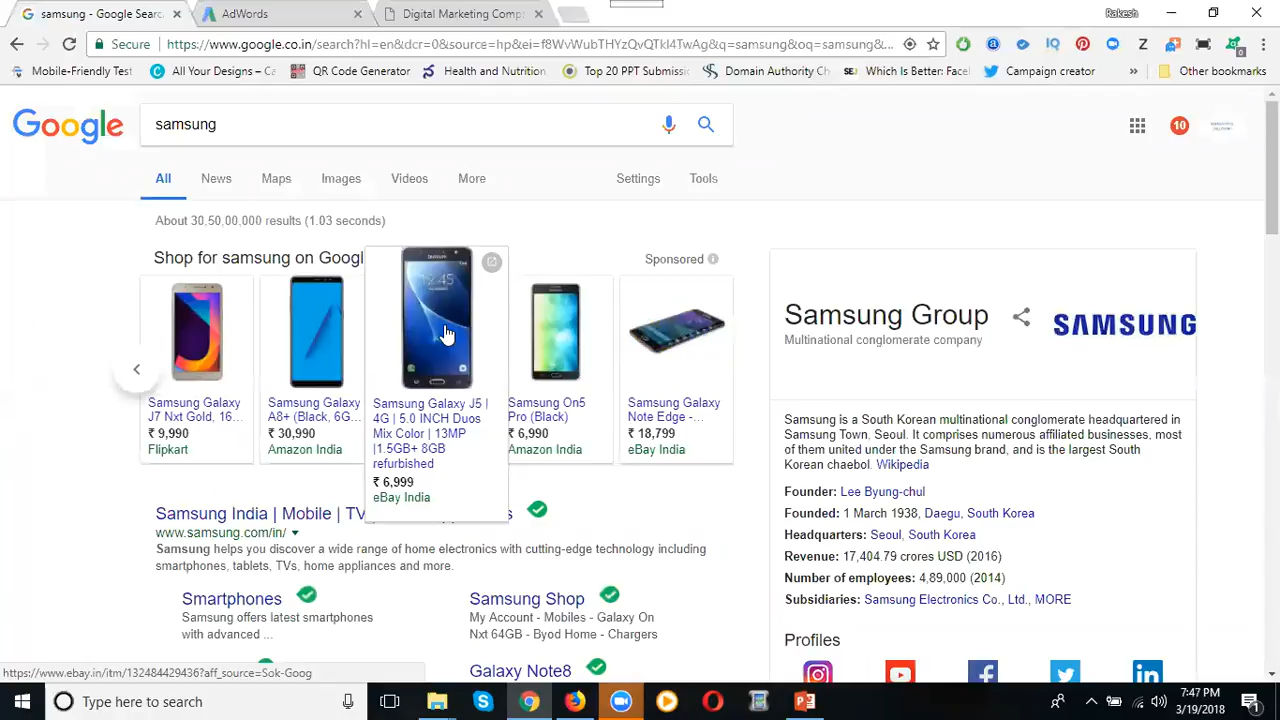 samsung - Google Searc
AdWords
Digital Marketing Comp
Rakesh
Secure
https://www.google.co.in/search?hl=en&dcr=0&source=hp&ei=f8WvWubTHYzQvQTkl4TwAg&q=samsung&oq=samsung&...
Mobile-Friendly Test
All Your Designs – Ca
QR Code Generator
Health and Nutrition
Top 20 PPT Submissic
Domain Authority Ch
Which Is Better: Facel
Campaign creator
Other bookmarks
Google
samsung
10
All
News
Maps
Images
Videos
More
Settings
Tools
About 30,50,00,000 results (1.03 seconds)
Shop for samsung on Googl
Sponsored
Samsung Galaxy
J7 Nxt Gold, 16...
₹ 9,990
Flipkart
Samsung Galaxy
A8+ (Black, 6G...
₹ 30,990
Amazon India
Samsung Galaxy J5 |
4G | 5.0 INCH Duos
Mix Color | 13MP
|1.5GB+ 8GB
refurbished
₹ 6,999
eBay India
Samsung On5
Pro (Black)
₹ 6,990
Amazon India
Samsung Galaxy
Note Edge -...
₹ 18,799
eBay India
Samsung India | Mobile | TV
www.samsung.com/in/
Samsung helps you discover a wide range of home electronics with cutting-edge technology including
smartphones, tablets, TVs, home appliances and more.
Smartphones
Samsung offers latest smartphones
with advanced ...
Samsung Shop
My Account - Mobiles - Galaxy On
Nxt 64GB - Byod Home - Chargers
Galaxy Note8
Samsung Group
Multinational conglomerate company
SAMSUNG
Samsung is a South Korean multinational conglomerate headquartered in
Samsung Town, Seoul. It comprises numerous affiliated businesses, most
of them united under the Samsung brand, and is the largest South
Korean chaebol. Wikipedia
Founder: Lee Byung-chul
Founded: 1 March 1938, Daegu, South Korea
Headquarters: Seoul, South Korea
Revenue: 17,404.79 crores USD (2016)
Number of employees: 4,89,000 (2014)
Subsidiaries: Samsung Electronics Co., Ltd., MORE
Profiles
https://www.ebay.in/itm/132484429436?aff_source=Sok-Goog
Type here to search
7:47 PM
3/19/2018